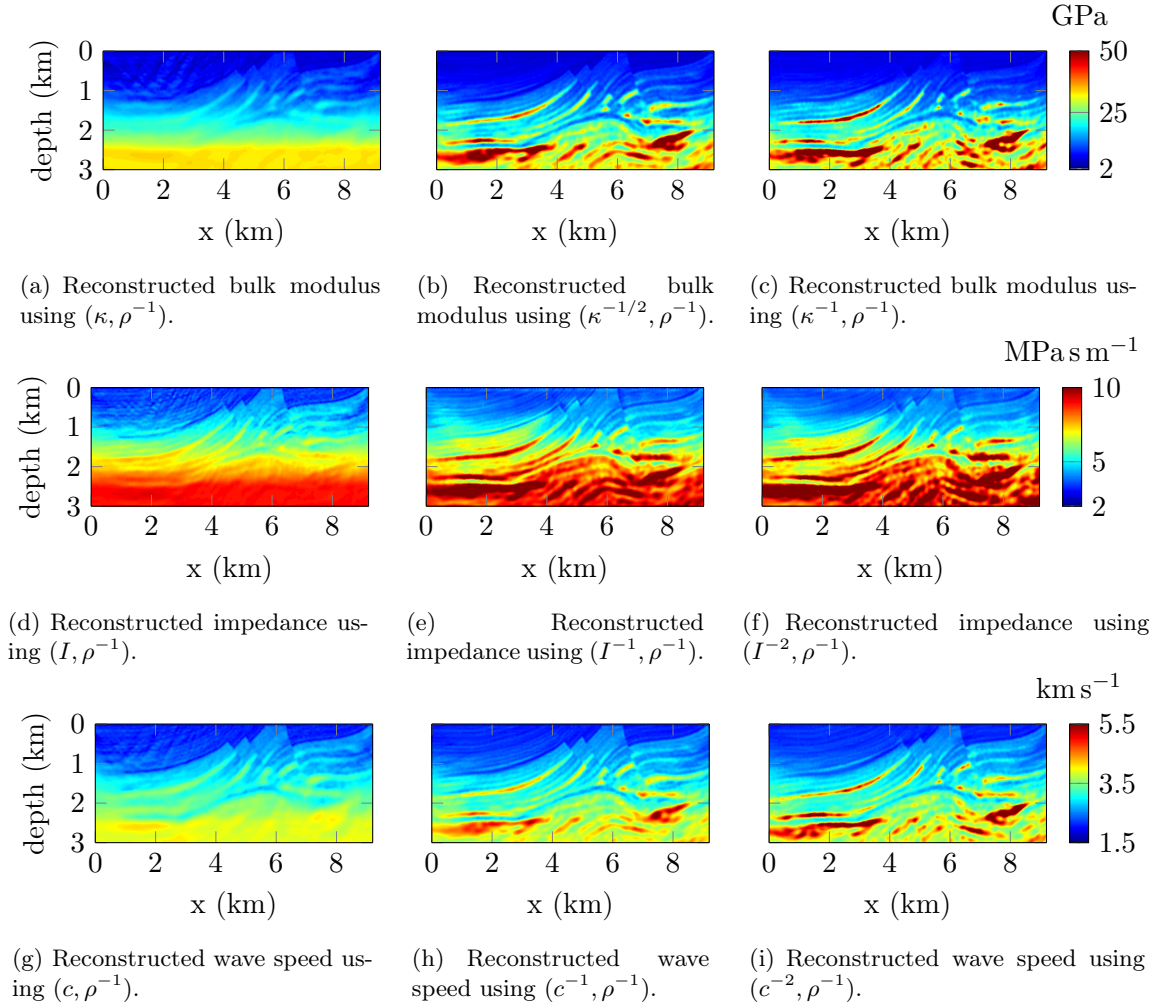 GPa
0
1
2
3
depth (km)
0 2 4 6 8
x (km)
0 2 4 6 8
x (km)
0 2 4 6 8
x (km)
50
25
2
(a) Reconstructed bulk modulus
using (κ, ρ⁻¹).
(b) Reconstructed bulk
modulus using (κ⁻¹/², ρ⁻¹).
(c) Reconstructed bulk modulus us-
ing (κ⁻¹, ρ⁻¹).
MPa s m⁻¹
0
1
2
3
depth (km)
0 2 4 6 8
x (km)
0 2 4 6 8
x (km)
0 2 4 6 8
x (km)
10
5
2
(d) Reconstructed impedance us-
ing (I, ρ⁻¹).
(e) Reconstructed
impedance using (I⁻¹, ρ⁻¹).
(f) Reconstructed impedance using
(I⁻², ρ⁻¹).
km s⁻¹
0
1
2
3
depth (km)
0 2 4 6 8
x (km)
0 2 4 6 8
x (km)
0 2 4 6 8
x (km)
5.5
3.5
1.5
(g) Reconstructed wave speed us-
ing (c, ρ⁻¹).
(h) Reconstructed wave
speed using (c⁻¹, ρ⁻¹).
(i) Reconstructed wave speed using
(c⁻², ρ⁻¹).